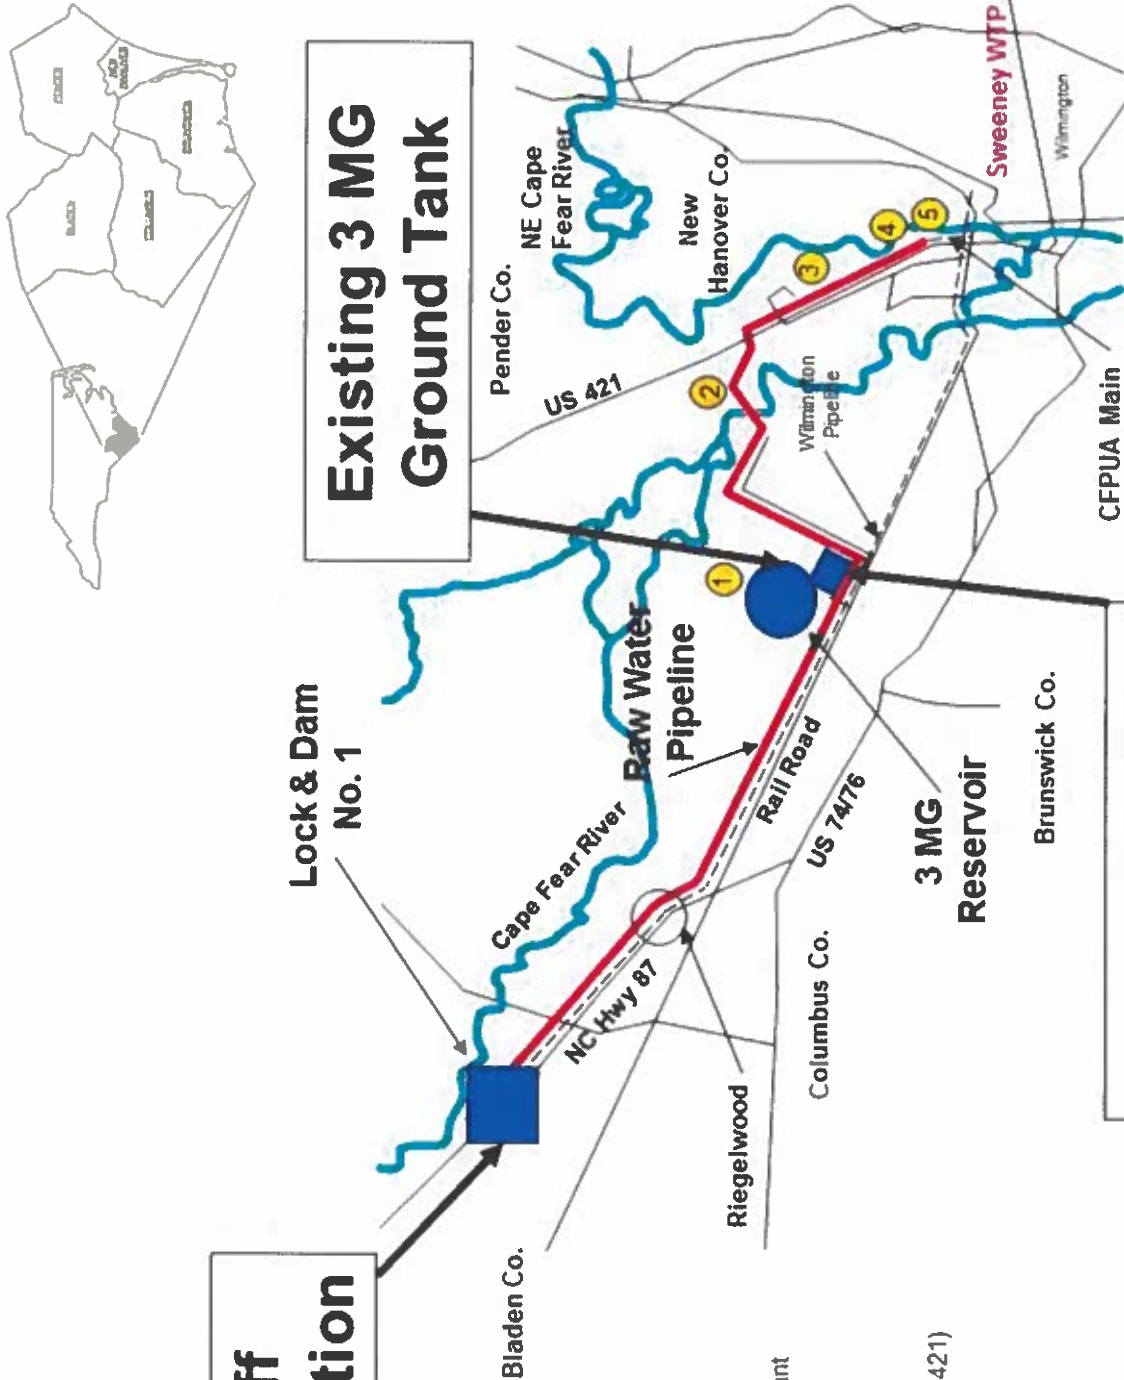 Existing 3 MG
Ground Tank
Lock & Dam
No. 1
Pender Co.
NE Cape
Fear River
New
Hanover Co.
US 421
Cape Fear River
Raw Water
Pipeline
Wilmington
Pipeline
Sweeney WTP
Wilmington
1
2
3
4
5
NC Hwy 87
Rail Road
US 74/76
3 MG
Reservoir
Riegelwood
Bladen Co.
Columbus Co.
Brunswick Co.
CFPUA Main
ff
tion
nt
421)